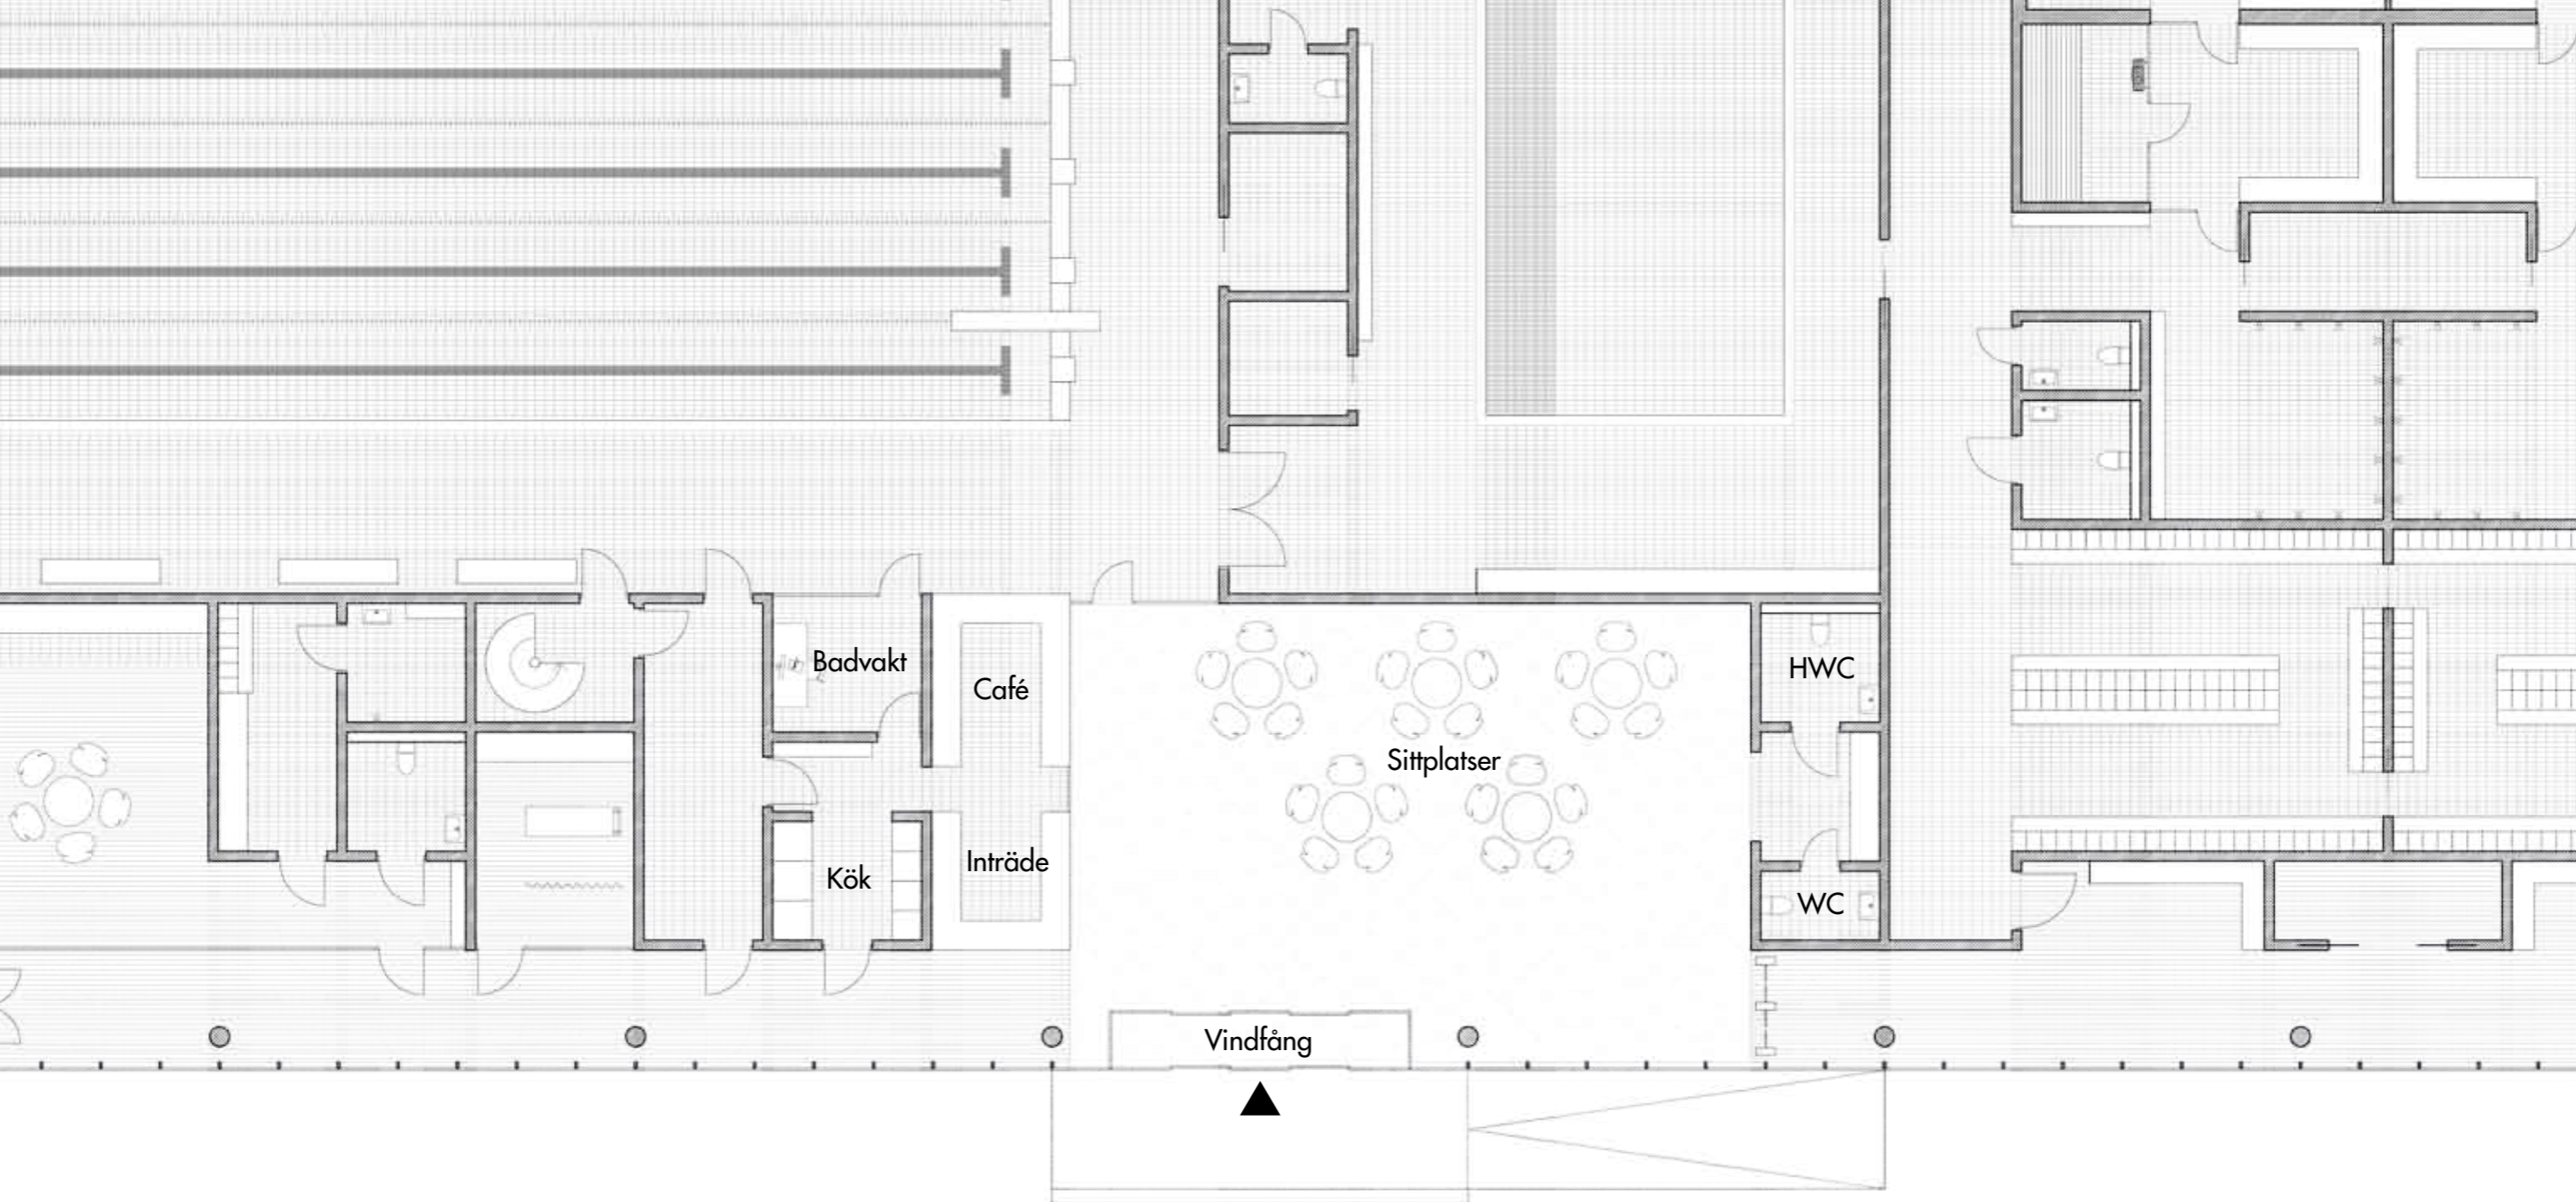 Badvakt
HWC
Café
Sittplatser
Inträde
Kök
WC
Vindfång